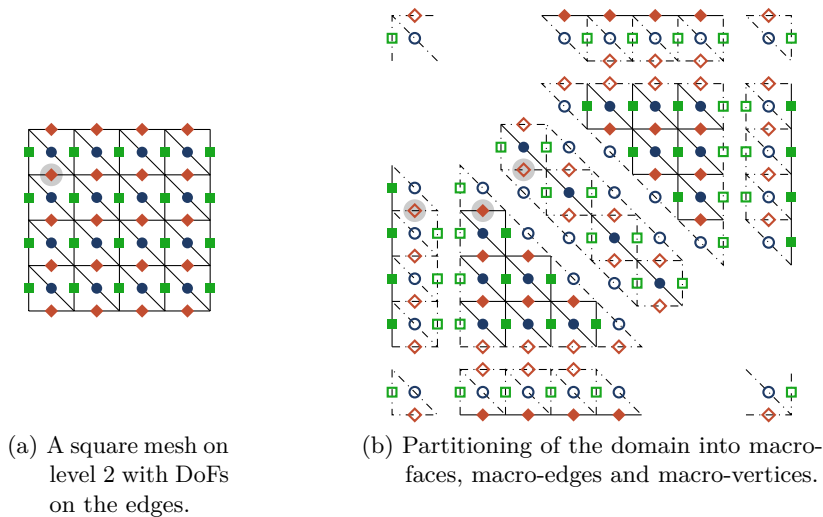 (a) A square mesh on
level 2 with DoFs
on the edges.
(b) Partitioning of the domain into macro-
faces, macro-edges and macro-vertices.